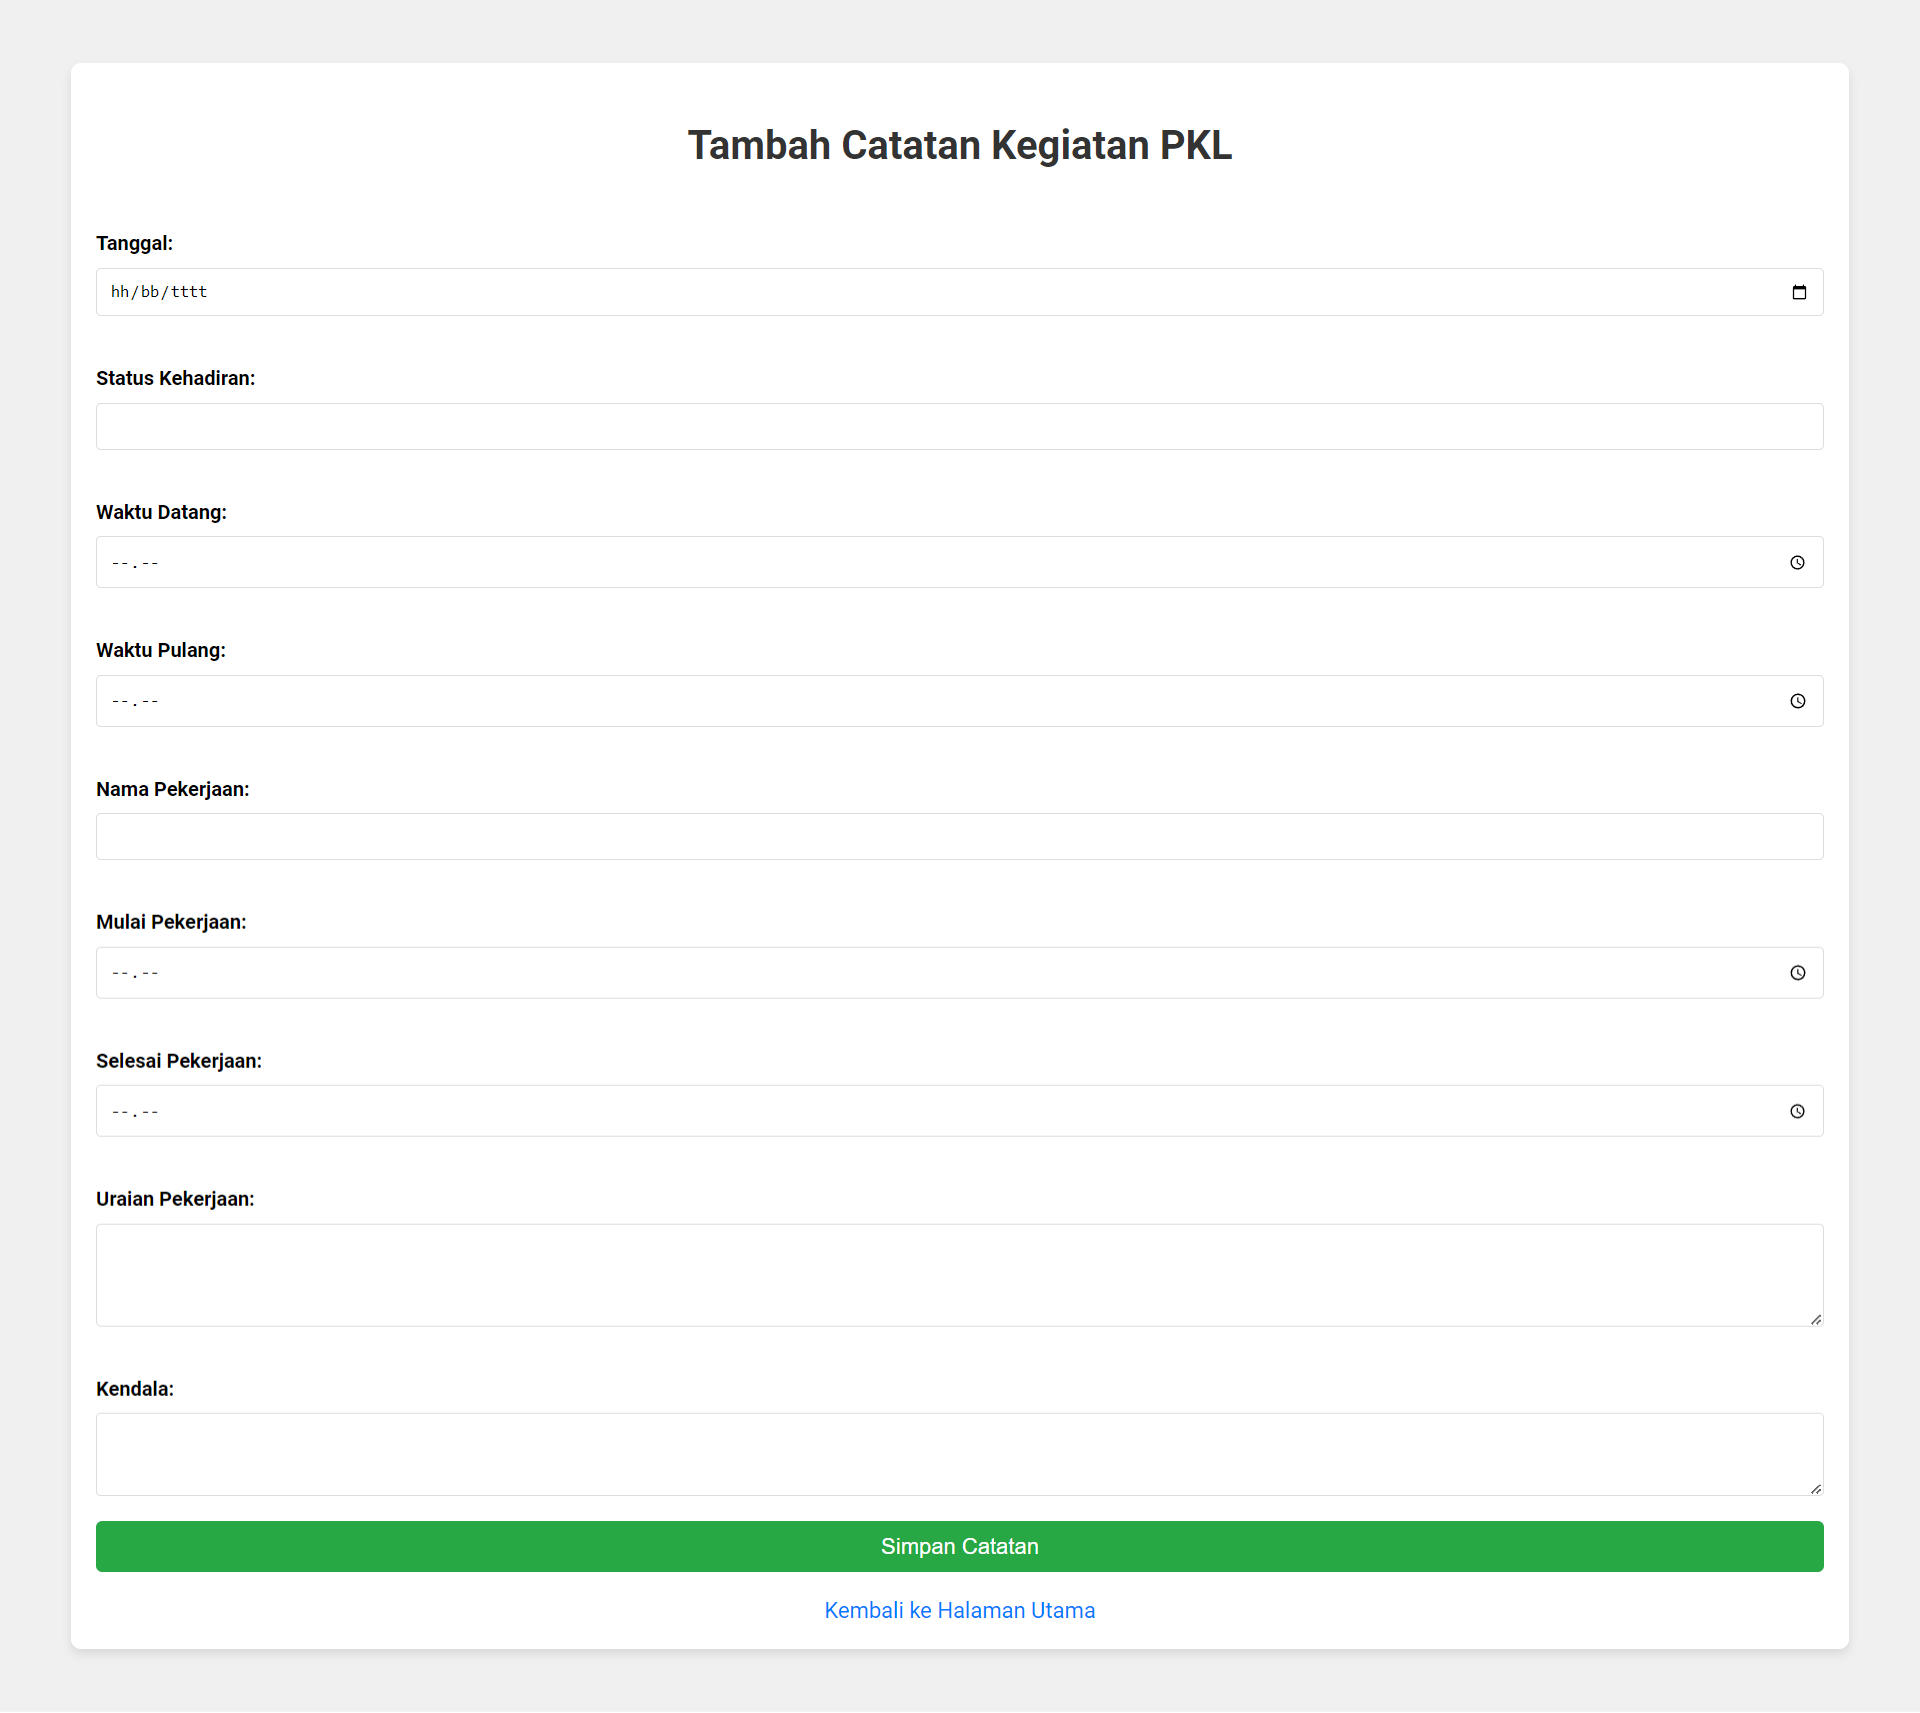 Tambah Catatan Kegiatan PKL
Tanggal:
hh/bb/tttt
Status Kehadiran:
Waktu Datang:
--.--
Waktu Pulang:
--.--
Nama Pekerjaan:
Mulai Pekerjaan:
--.--
Selesai Pekerjaan:
--.--
Uraian Pekerjaan:
Kendala:
Simpan Catatan
Kembali ke Halaman Utama